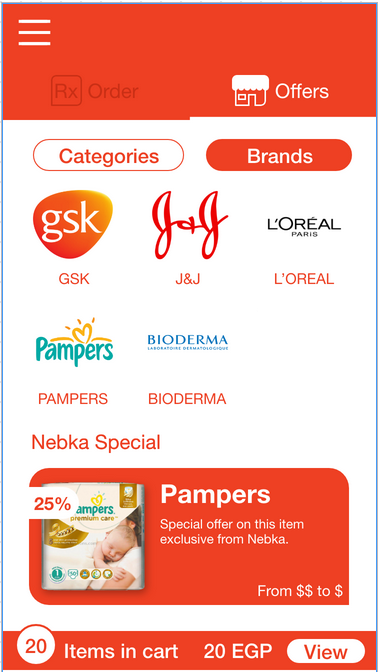 Rx Order
Offers
Categories
Brands
gsk
J&J
L'ORÉAL
PARIS
GSK
J&J
L'OREAL
Pampers
BIODERMA
LABORATOIRE DERMATOLOGIQUE
PAMPERS
BIODERMA
Nebka Special
25%
ampers
premium care
1
Pampers
Special offer on this item
exclusive from Nebka.
From $$ to $
20
Items in cart
20 EGP
View